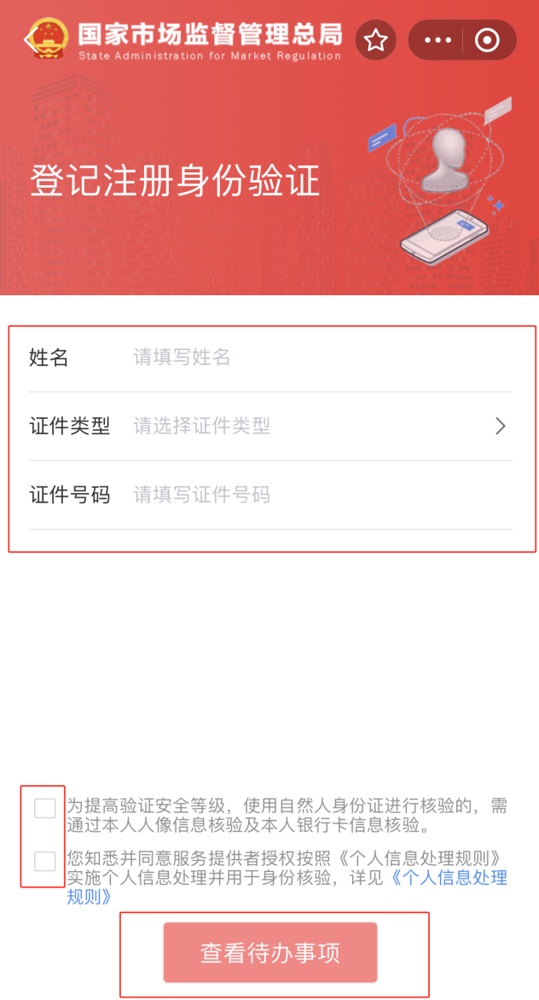 国家市场监督管理总局
State Administration for Market Regulation
登记注册身份验证
姓名 请填写姓名
证件类型 请选择证件类型
证件号码 请填写证件号码
为提高验证安全等级，使用自然人身份证进行核验的，需
通过本人人像信息核验及本人银行卡信息核验。
您知悉并同意服务提供者授权按照《个人信息处理规则》
实施个人信息处理并用于身份核验，详见《个人信息处理
规则》
查看待办事项